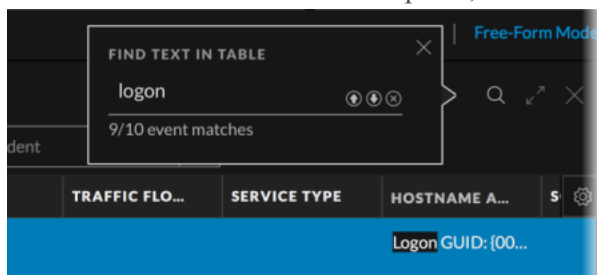 Free-Form Mode
FIND TEXT IN TABLE
logon
9/10 event matches
dent
TRAFFIC FLO... SERVICE TYPE HOSTNAME A...
Logon GUID: {00...